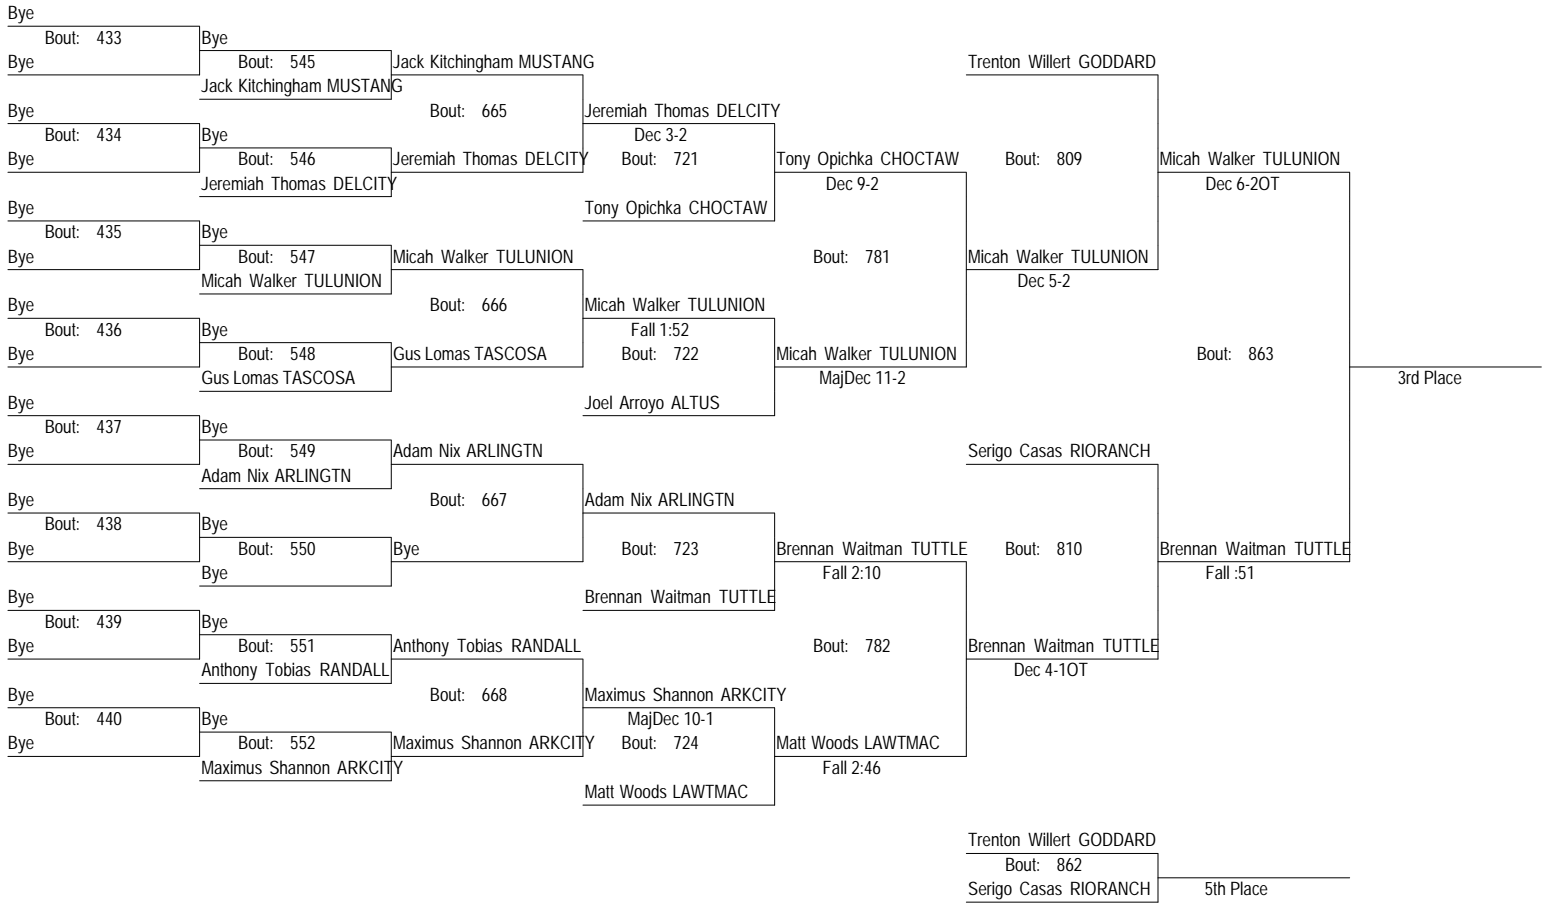 Bye
Bout: 433
Bye
Bye
Bout: 545
Jack Kitchingham MUSTANG
Jack Kitchingham MUSTANG
Bout: 665
Bye
Bout: 434
Bye
Bye
Bout: 546
Jeremiah Thomas DELCITY
Jeremiah Thomas DELCITY
Jeremiah Thomas DELCITY
Dec 3-2
Bout: 721
Tony Opichka CHOCTAW
Tony Opichka CHOCTAW
Dec 9-2
Bout: 781
Bye
Bout: 435
Bye
Bye
Bout: 547
Micah Walker TULUNION
Micah Walker TULUNION
Bout: 666
Bye
Bout: 436
Bye
Bye
Bout: 548
Gus Lomas TASCOSA
Gus Lomas TASCOSA
Micah Walker TULUNION
Fall 1:52
Bout: 722
Joel Arroyo ALTUS
Micah Walker TULUNION
MajDec 11-2
Trenton Willert GODDARD
Bout: 809
Micah Walker TULUNION
Dec 5-2
Micah Walker TULUNION
Dec 6-2OT
Bout: 863
3rd Place
Bye
Bout: 437
Bye
Bye
Bout: 549
Adam Nix ARLINGTN
Adam Nix ARLINGTN
Bout: 667
Bye
Bout: 438
Bye
Bye
Bout: 550
Bye
Bye
Adam Nix ARLINGTN
Bout: 723
Brennan Waitman TUTTLE
Brennan Waitman TUTTLE
Fall 2:10
Bout: 782
Bye
Bout: 439
Bye
Bye
Bout: 551
Anthony Tobias RANDALL
Anthony Tobias RANDALL
Bout: 668
Bye
Bout: 440
Bye
Bye
Bout: 552
Maximus Shannon ARKCITY
Maximus Shannon ARKCITY
Maximus Shannon ARKCITY
MajDec 10-1
Bout: 724
Matt Woods LAWTMAC
Matt Woods LAWTMAC
Fall 2:46
Serigo Casas RIORANCH
Bout: 810
Brennan Waitman TUTTLE
Dec 4-1OT
Brennan Waitman TUTTLE
Fall :51
Trenton Willert GODDARD
Bout: 862
Serigo Casas RIORANCH
5th Place